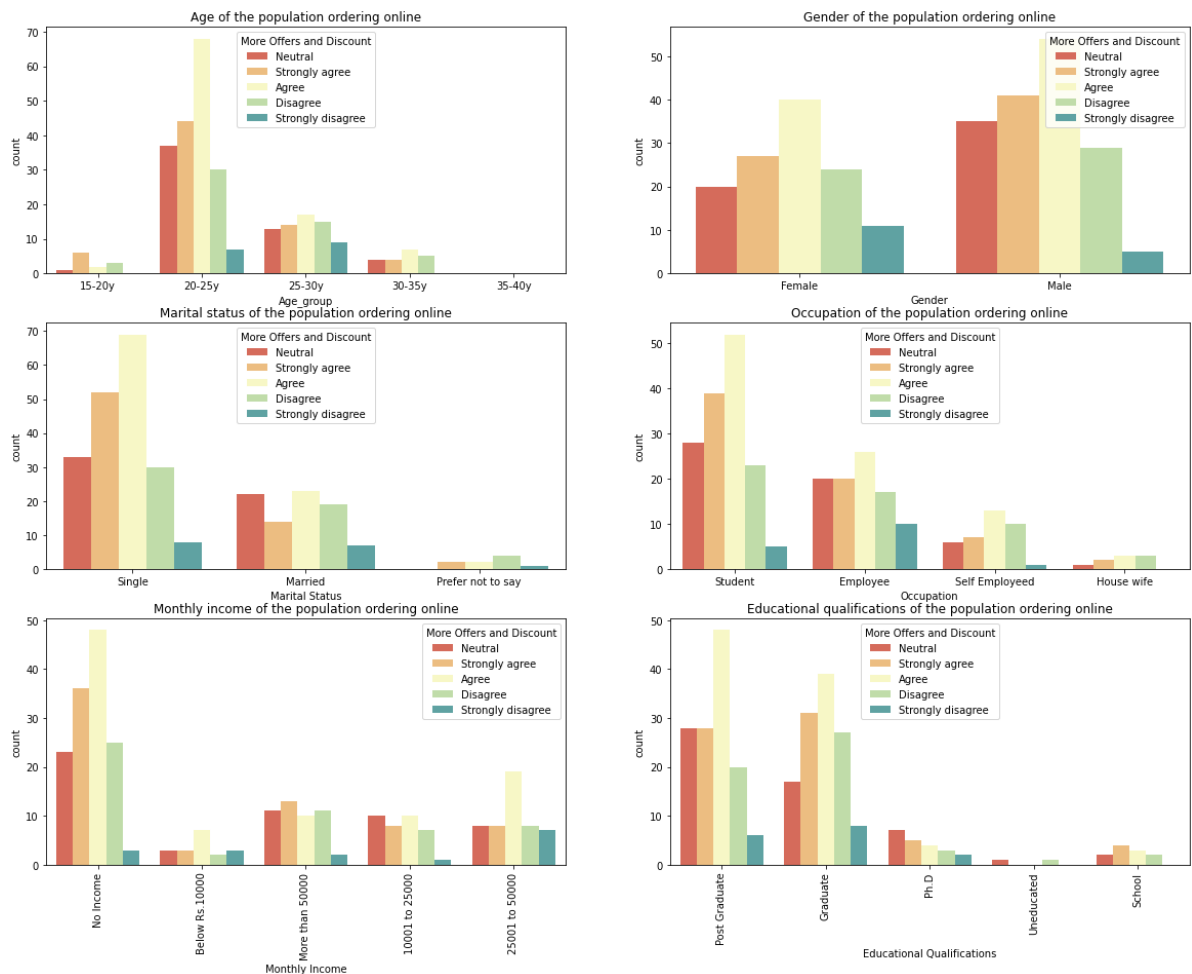 Age of the population ordering online
70
60
50
40
30
20
10
0
count
More Offers and Discount
Neutral
Strongly agree
Agree
Disagree
Strongly disagree
15-20y 20-25y 25-30y 30-35y 35-40y
Age_group
Gender of the population ordering online
50
40
30
20
10
0
count
More Offers and Discount
Neutral
Strongly agree
Agree
Disagree
Strongly disagree
Female Male
Gender
Marital status of the population ordering online
70
60
50
40
30
20
10
0
count
More Offers and Discount
Neutral
Strongly agree
Agree
Disagree
Strongly disagree
Single Married Prefer not to say
Marital Status
Occupation of the population ordering online
50
40
30
20
10
0
count
More Offers and Discount
Neutral
Strongly agree
Agree
Disagree
Strongly disagree
Student Employee Self Employeed House wife
Occupation
Monthly income of the population ordering online
50
40
30
20
10
0
count
More Offers and Discount
Neutral
Strongly agree
Agree
Disagree
Strongly disagree
No Income
Below Rs.10000
More than 50000
10001 to 25000
25001 to 50000
Monthly Income
Educational qualifications of the population ordering online
50
40
30
20
10
0
count
More Offers and Discount
Neutral
Strongly agree
Agree
Disagree
Strongly disagree
Post Graduate
Graduate
Ph.D
Uneducated
School
Educational Qualifications